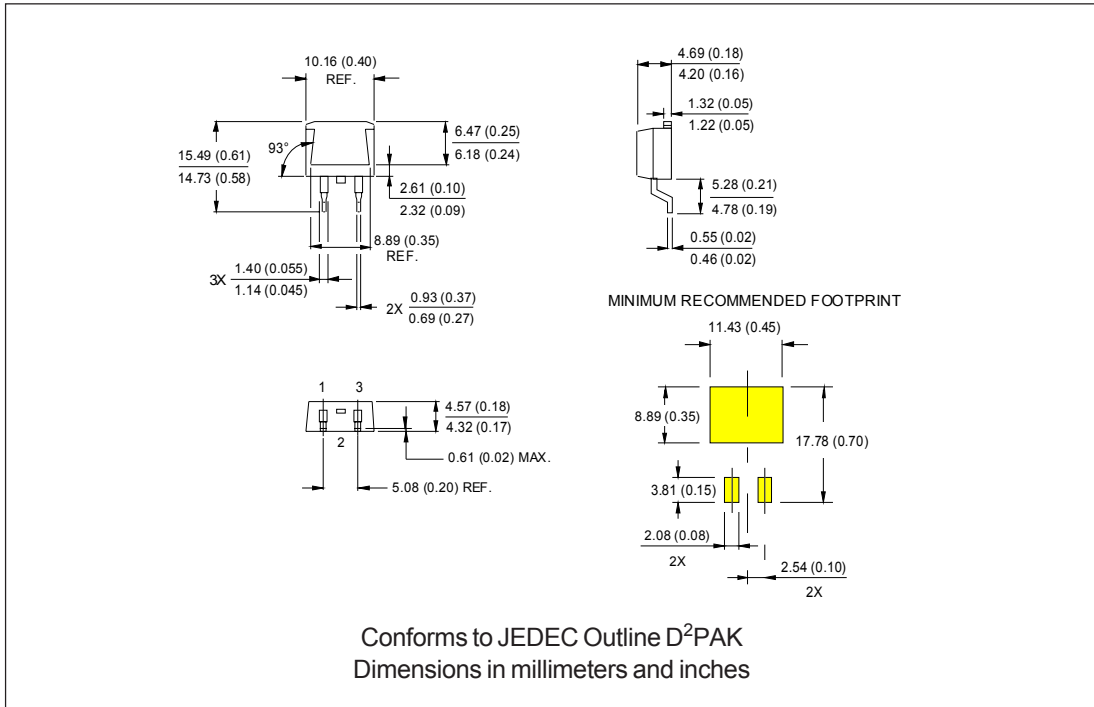 10.16 (0.40)
REF.
15.49 (0.61)
14.73 (0.58)
93°
6.47 (0.25)
6.18 (0.24)
2.61 (0.10)
2.32 (0.09)
8.89 (0.35)
REF.
3X 1.40 (0.055)
1.14 (0.045)
2X 0.93 (0.37)
0.69 (0.27)
4.69 (0.18)
4.20 (0.16)
1.32 (0.05)
1.22 (0.05)
5.28 (0.21)
4.78 (0.19)
0.55 (0.02)
0.46 (0.02)
1 3
2
4.57 (0.18)
4.32 (0.17)
0.61 (0.02) MAX.
5.08 (0.20) REF.
MINIMUM RECOMMENDED FOOTPRINT
11.43 (0.45)
8.89 (0.35)
17.78 (0.70)
3.81 (0.15)
2.08 (0.08)
2X
2.54 (0.10)
2X
Conforms to JEDEC Outline D²PAK
Dimensions in millimeters and inches